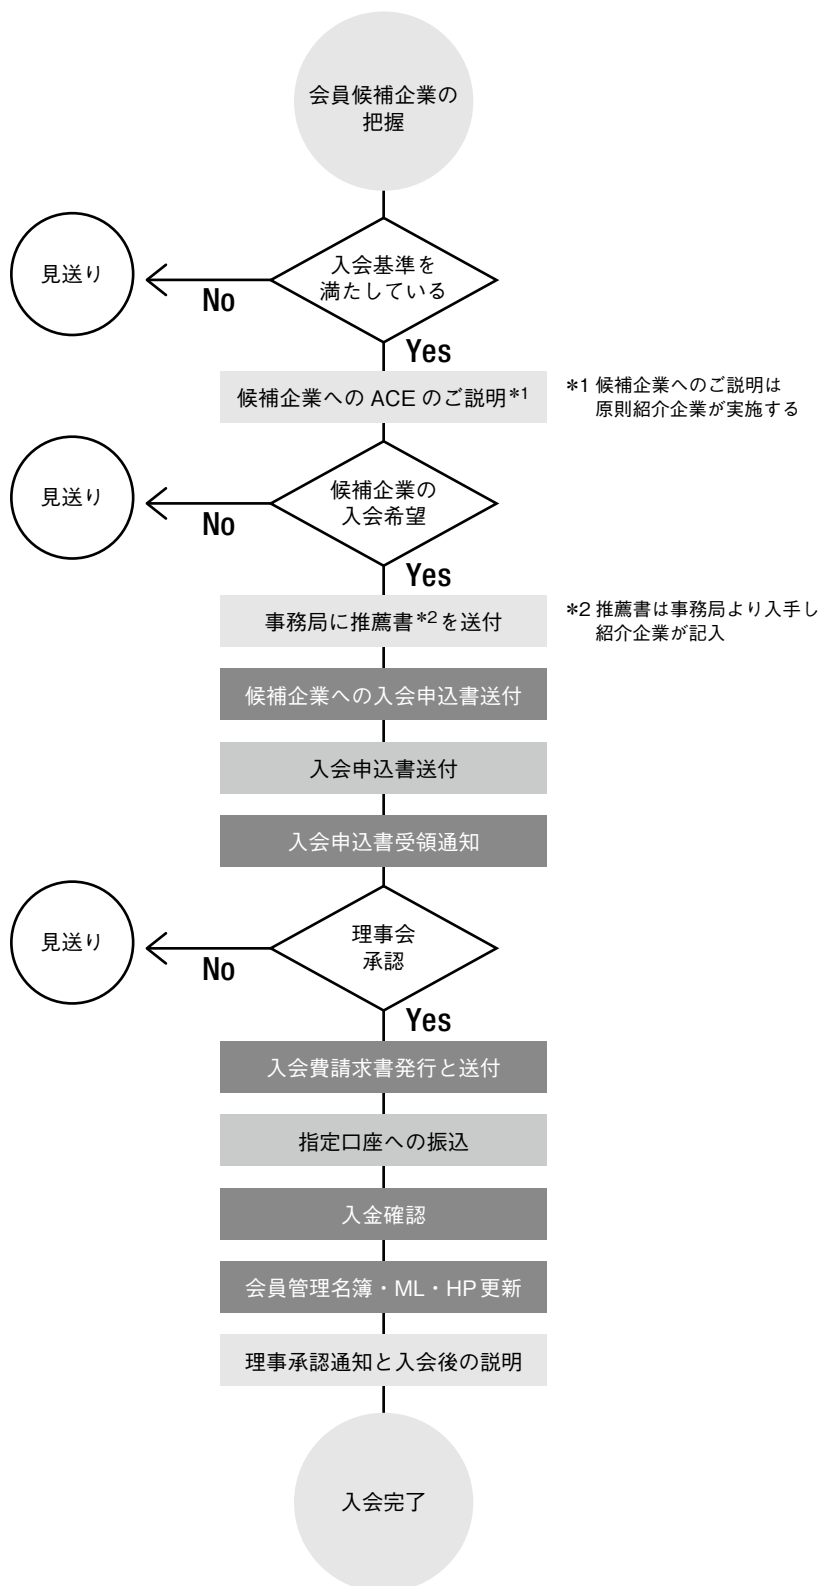 会員候補企業の
把握
入会基準を
満たしている
見送り
No
Yes
候補企業への ACE のご説明*1
*1 候補企業へのご説明は
原則紹介企業が実施する
候補企業の
入会希望
見送り
No
Yes
事務局に推薦書*2を送付
*2 推薦書は事務局より入手し
紹介企業が記入
候補企業への入会申込書送付
入会申込書送付
入会申込書受領通知
理事会
承認
見送り
No
Yes
入会費請求書発行と送付
指定口座への振込
入金確認
会員管理名簿・ML・HP更新
理事承認通知と入会後の説明
入会完了